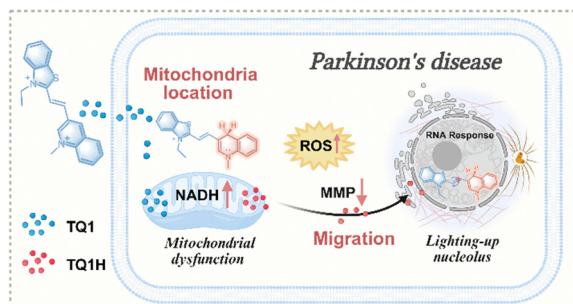 Parkinson's disease
Mitochondria
location
S
N
+
N
+
N
N
H H
N
ROS
RNA Response
NADH
MMP
TQ1
TQ1H
Mitochondrial
dysfunction
Migration
Lighting-up
nucleolus